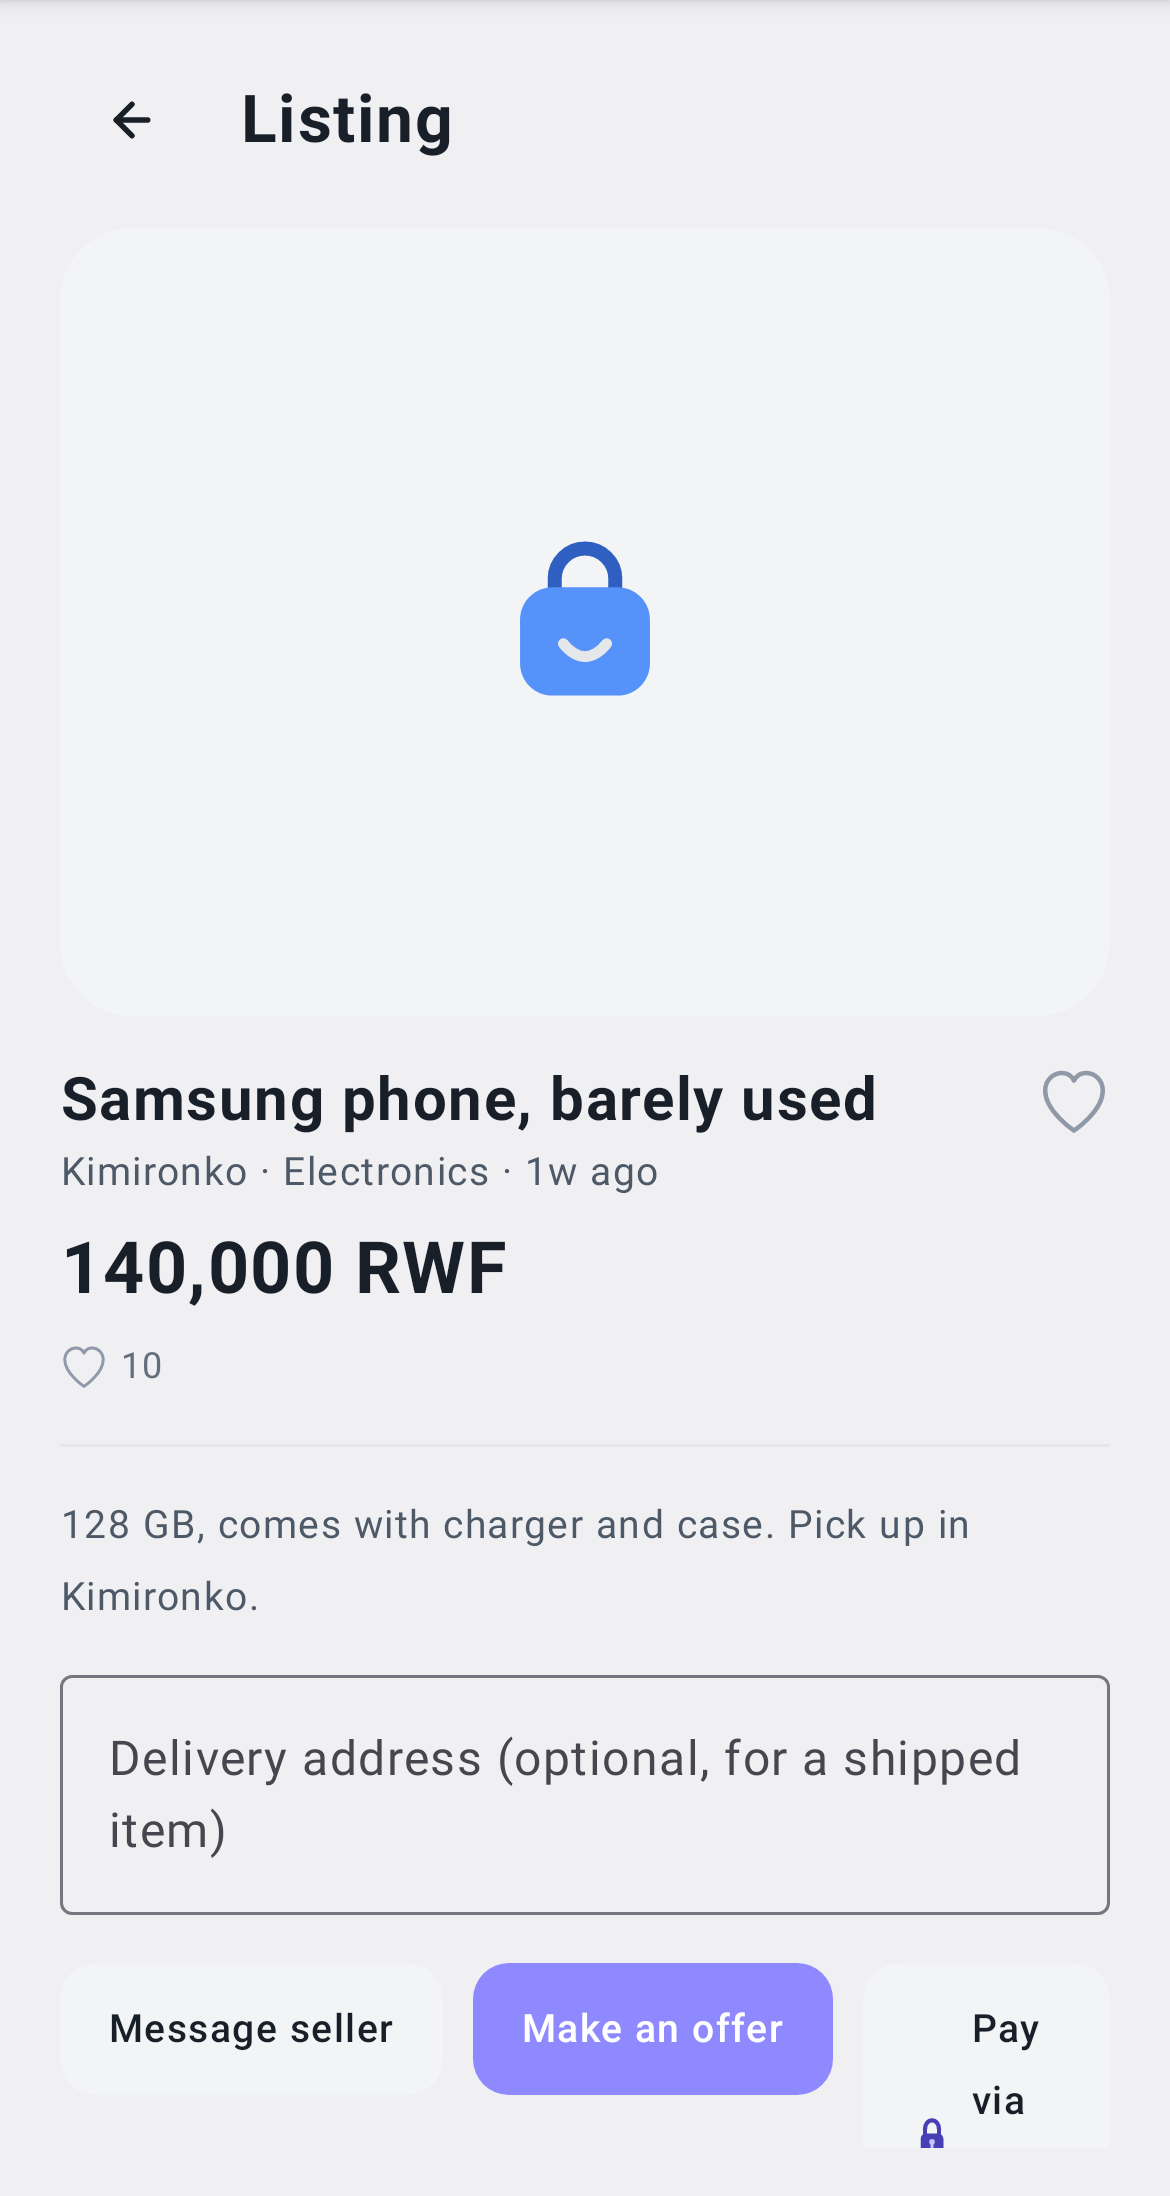 Listing
Samsung phone, barely used
Kimironko · Electronics · 1w ago
140,000 RWF
10
128 GB, comes with charger and case. Pick up in
Kimironko.
Delivery address (optional, for a shipped
item)
Message seller
Make an offer
Pay
via